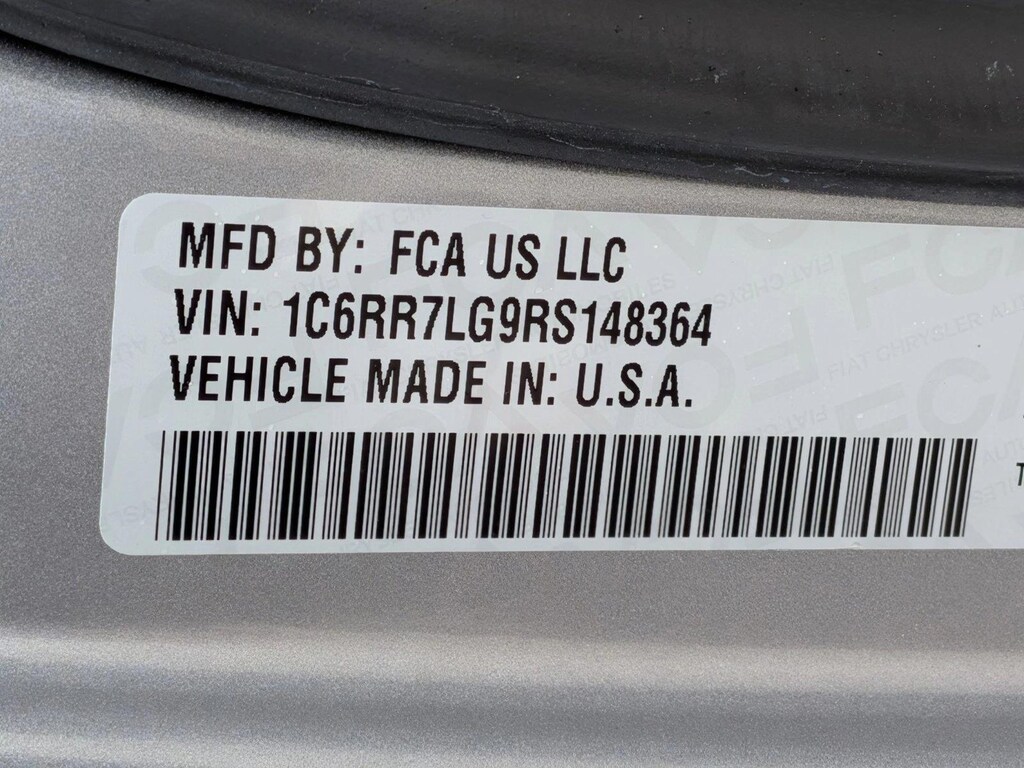 MFD BY: FCA US LLC
VIN: 1C6RR7LG9RS148364
VEHICLE MADE IN: U.S.A.